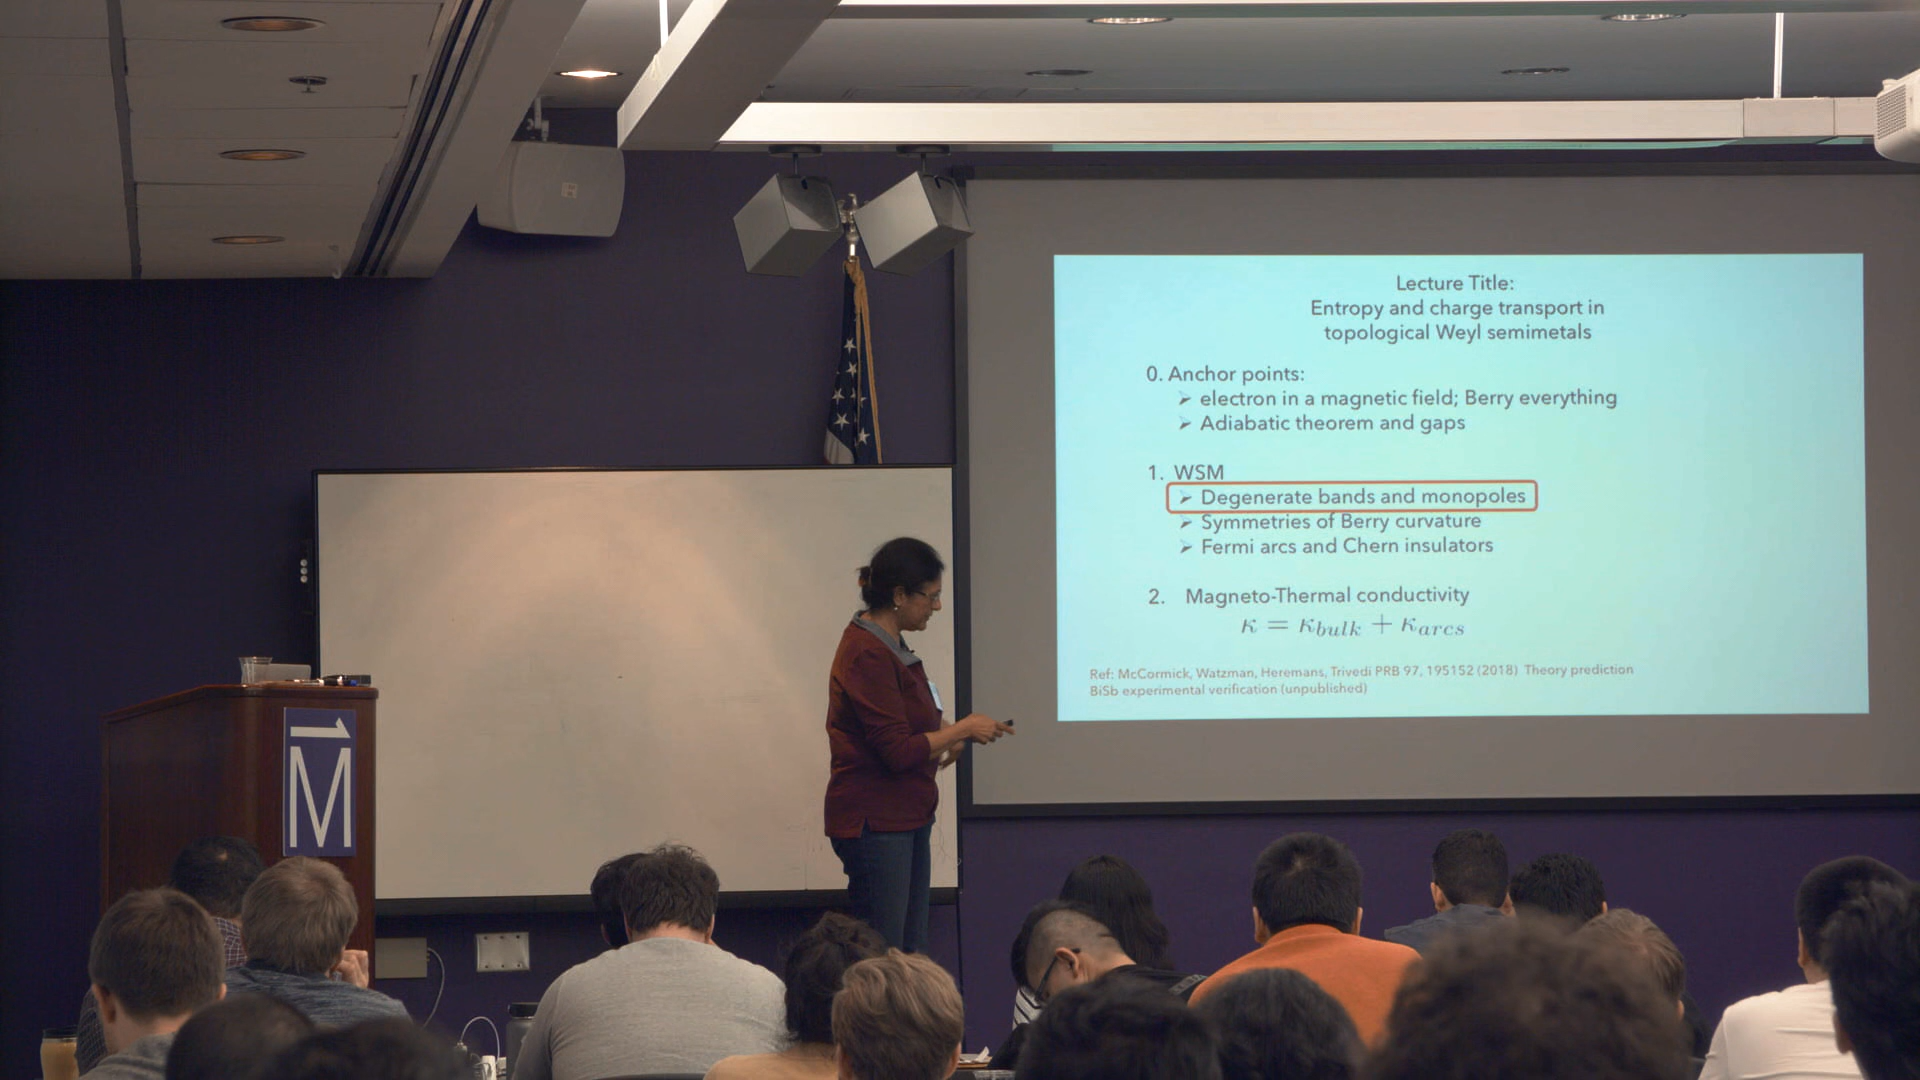 Lecture Title:
Entropy and charge transport in
topological Weyl semimetals
0. Anchor points:
➢ electron in a magnetic field; Berry everything
➢ Adiabatic theorem and gaps
1. WSM
➢ Degenerate bands and monopoles
➢ Symmetries of Berry curvature
➢ Fermi arcs and Chern insulators
2. Magneto-Thermal conductivity
κ = κ_bulk + κ_arcs
Ref: McCormick, Watzman, Heremans, Trivedi PRB 97, 195152 (2018) Theory prediction
BiSb experimental verification (unpublished)
M